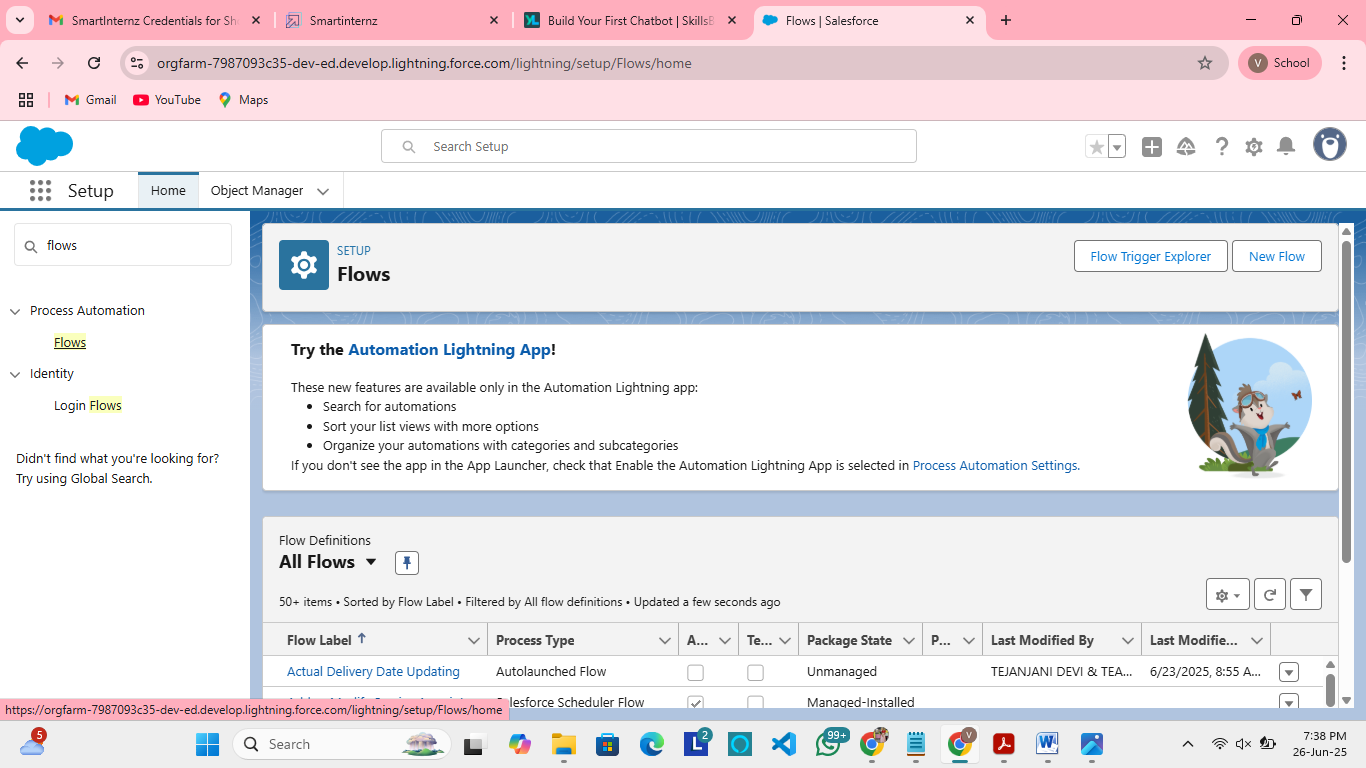 SmartInternz Credentials for Sh
Smartinternz
Build Your First Chatbot | SkillsB
Flows | Salesforce
orgfarm-7987093c35-dev-ed.develop.lightning.force.com/lightning/setup/Flows/home
V School
Gmail YouTube Maps
Search Setup
Setup Home Object Manager
flows
Process Automation
Flows
Identity
Login Flows
Didn't find what you're looking for?
Try using Global Search.
SETUP
Flows
Flow Trigger Explorer New Flow
Try the Automation Lightning App!
These new features are available only in the Automation Lightning app:
• Search for automations
• Sort your list views with more options
• Organize your automations with categories and subcategories
If you don't see the app in the App Launcher, check that Enable the Automation Lightning App is selected in Process Automation Settings.
Flow Definitions
All Flows
50+ items • Sorted by Flow Label • Filtered by All flow definitions • Updated a few seconds ago
Flow Label Process Type A... Te... Package State P... Last Modified By Last Modifie...
Actual Delivery Date Updating Autolaunched Flow Unmanaged TEJANJANI DEVI & TEA... 6/23/2025, 8:55 A...
Salesforce Scheduler Flow Managed-Installed
https://orgfarm-7987093c35-dev-ed.develop.lightning.force.com/lightning/setup/Flows/home
5
Search
2
99+
V
7:38 PM
26-Jun-25